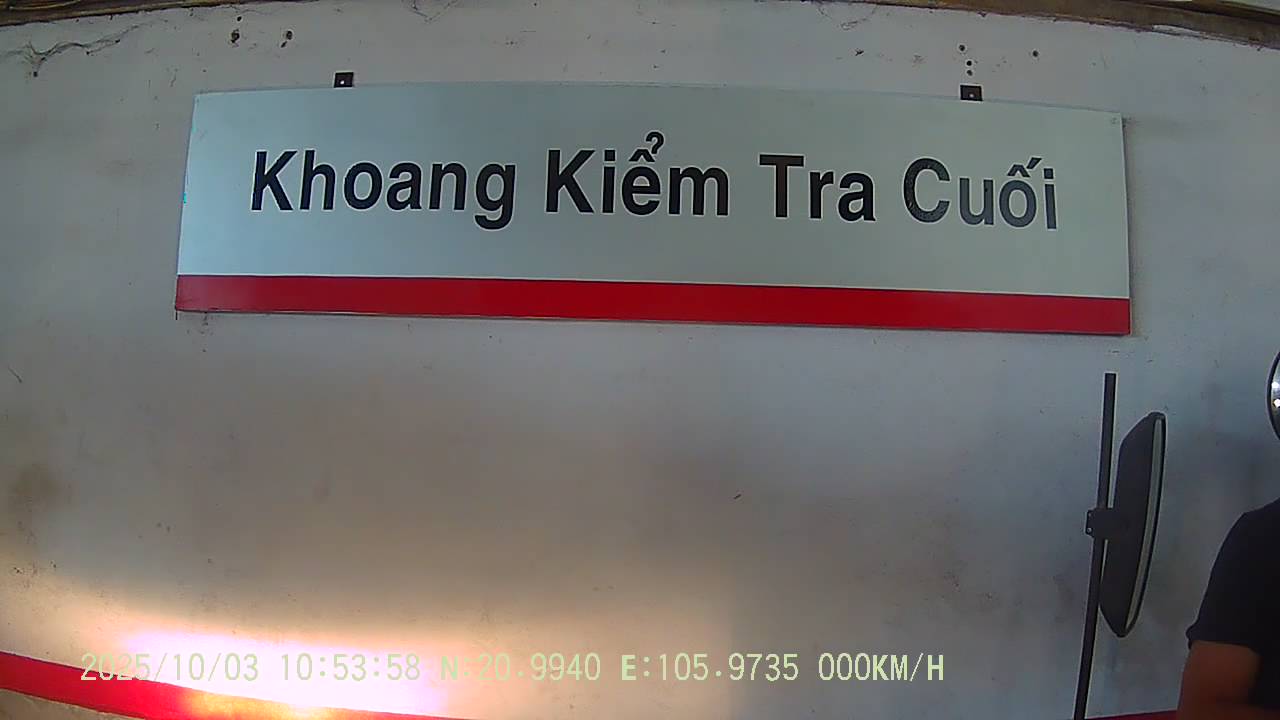 Khoang Kiểm Tra Cuối
2025/10/03 10:53:58 N:20.9940 E:105.9735 000KM/H